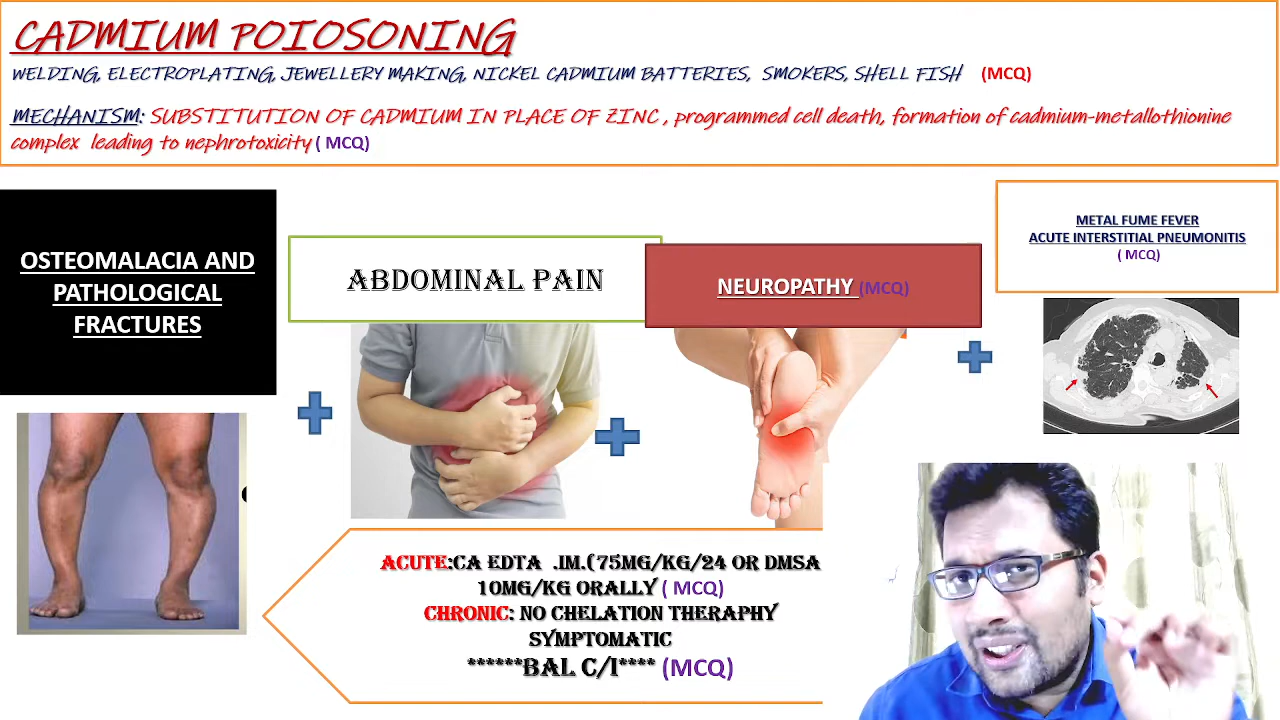 CADMIUM POIOSONING
WELDING, ELECTROPLATING, JEWELLERY MAKING, NICKEL CADMIUM BATTERIES, SMOKERS, SHELL FISH (MCQ)
MECHANISM: SUBSTITUTION OF CADMIUM IN PLACE OF ZINC , programmed cell death, formation of cadmium-metallothionine
complex leading to nephrotoxicity ( MCQ)
OSTEOMALACIA AND
PATHOLOGICAL
FRACTURES
ABDOMINAL PAIN
NEUROPATHY (MCQ)
METAL FUME FEVER
ACUTE INTERSTITIAL PNEUMONITIS
( MCQ)
ACUTE:CA EDTA .IM.(75MG/KG/24 OR DMSA
10MG/KG ORALLY ( MCQ)
CHRONIC: NO CHELATION THERAPHY
SYMPTOMATIC
******BAL C/I**** (MCQ)